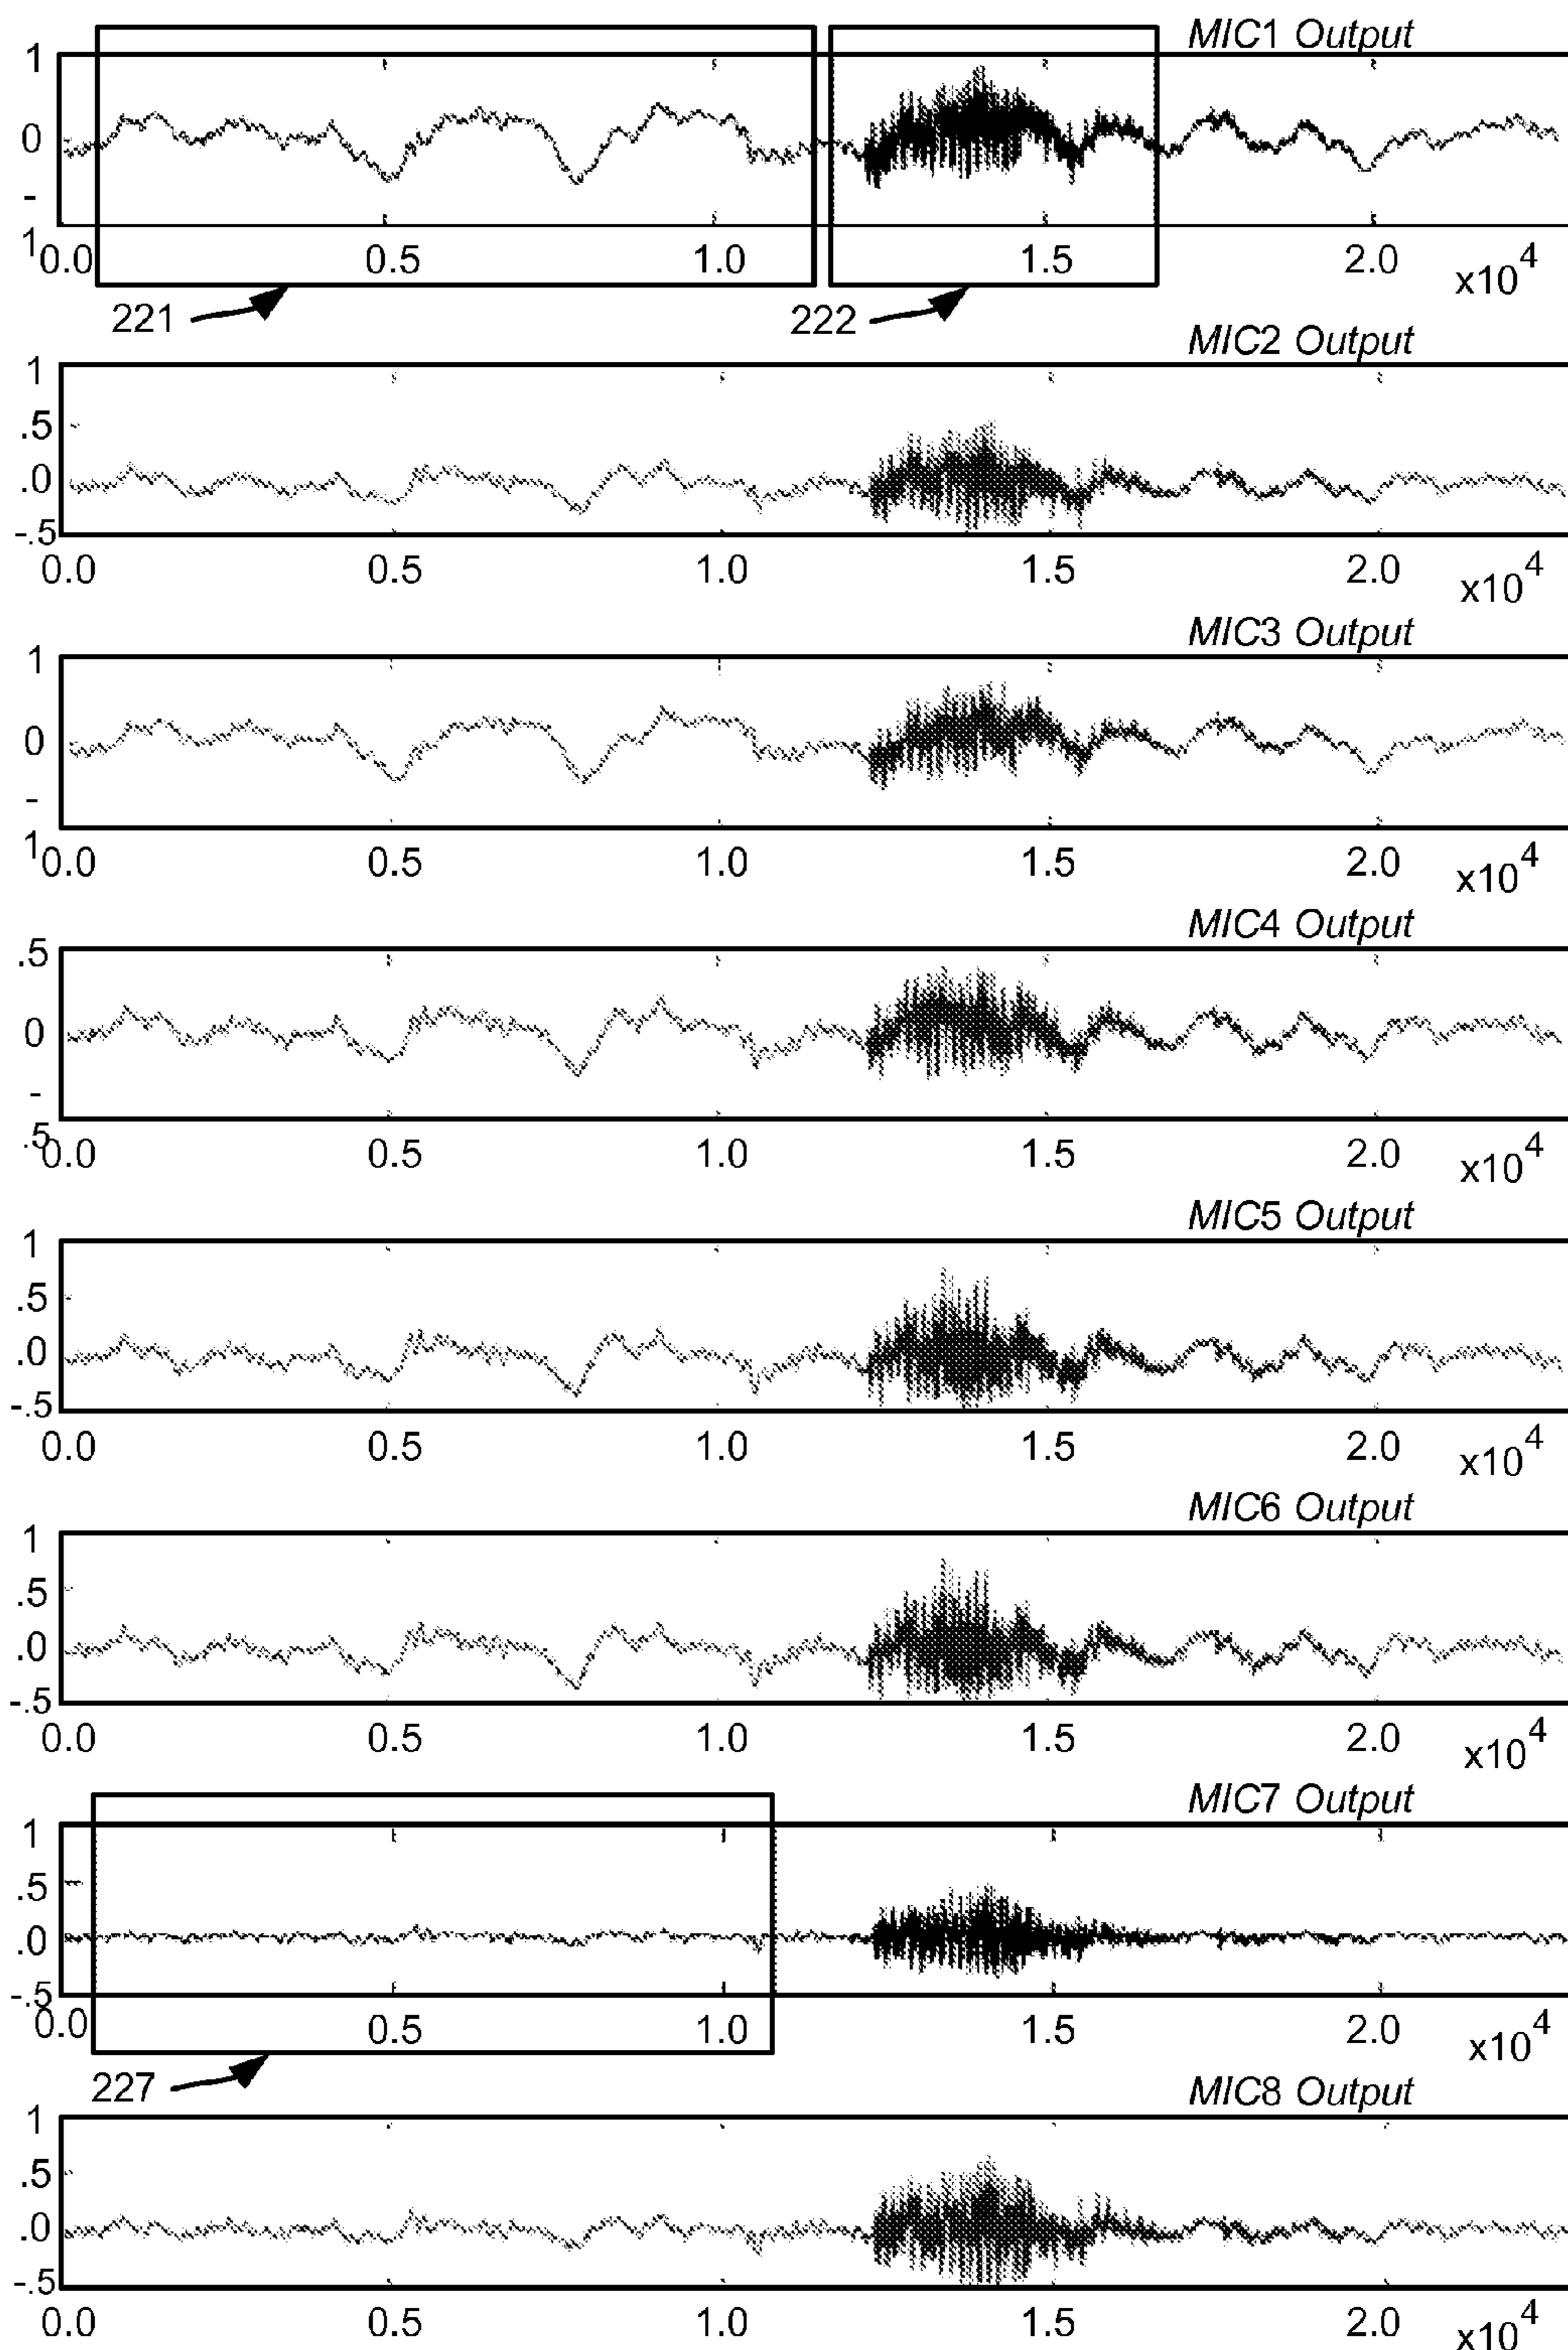 MIC1 Output
1
0
-
1
0.0 0.5 1.0 1.5 2.0 x10^4
221 222
MIC2 Output
1
.5
.0
-.5
0.0 0.5 1.0 1.5 2.0 x10^4
MIC3 Output
1
0
-
1
0.0 0.5 1.0 1.5 2.0 x10^4
MIC4 Output
.5
0
-
.5
0.0 0.5 1.0 1.5 2.0 x10^4
MIC5 Output
1
.5
.0
-.5
0.0 0.5 1.0 1.5 2.0 x10^4
MIC6 Output
1
.5
.0
-.5
0.0 0.5 1.0 1.5 2.0 x10^4
MIC7 Output
1
.5
.0
-.5
0.0 0.5 1.0 1.5 2.0 x10^4
227
MIC8 Output
1
.5
.0
-.5
0.0 0.5 1.0 1.5 2.0 x10^4